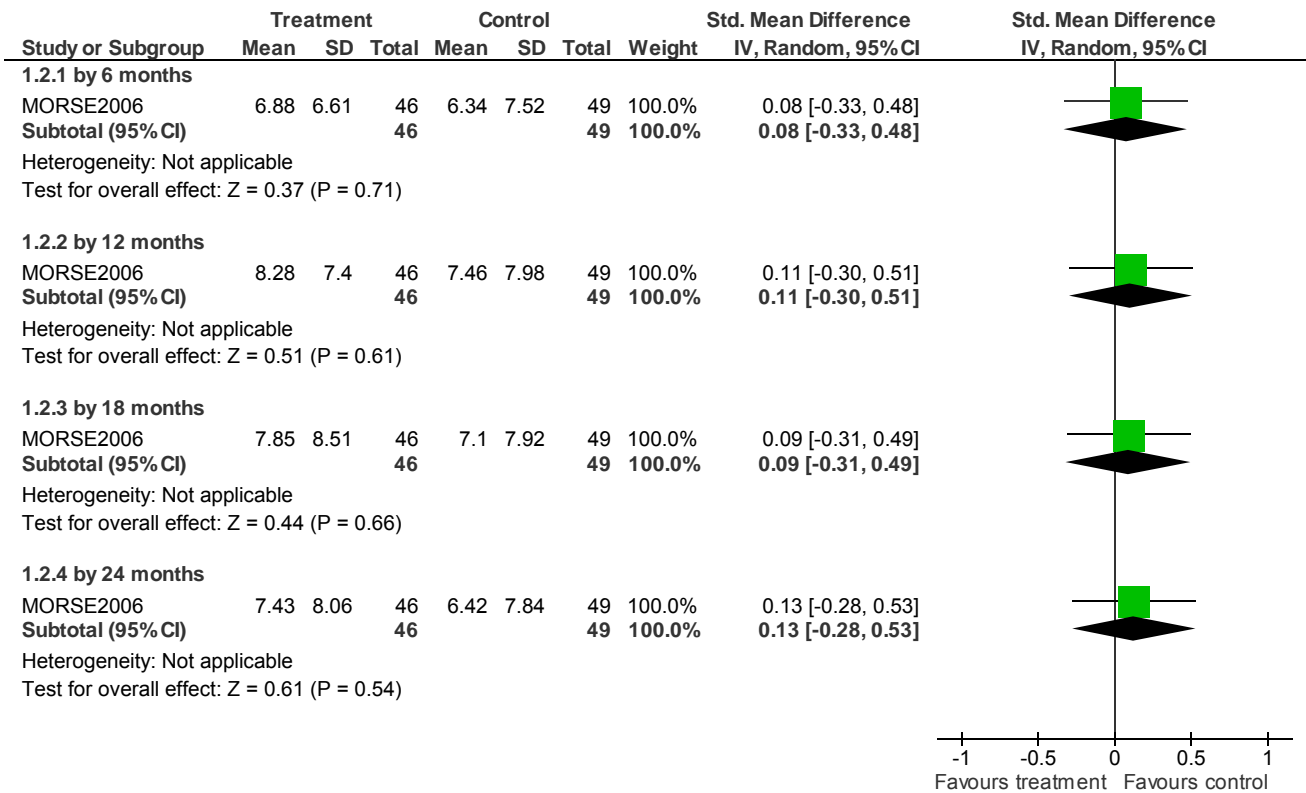 Treatment Control Std. Mean Difference Std. Mean Difference
Study or Subgroup Mean SD Total Mean SD Total Weight IV, Random, 95% CI IV, Random, 95% CI
1.2.1 by 6 months
MORSE2006 6.88 6.61 46 6.34 7.52 49 100.0% 0.08 [-0.33, 0.48]
Subtotal (95% CI) 46 49 100.0% 0.08 [-0.33, 0.48]
Heterogeneity: Not applicable
Test for overall effect: Z = 0.37 (P = 0.71)
1.2.2 by 12 months
MORSE2006 8.28 7.4 46 7.46 7.98 49 100.0% 0.11 [-0.30, 0.51]
Subtotal (95% CI) 46 49 100.0% 0.11 [-0.30, 0.51]
Heterogeneity: Not applicable
Test for overall effect: Z = 0.51 (P = 0.61)
1.2.3 by 18 months
MORSE2006 7.85 8.51 46 7.1 7.92 49 100.0% 0.09 [-0.31, 0.49]
Subtotal (95% CI) 46 49 100.0% 0.09 [-0.31, 0.49]
Heterogeneity: Not applicable
Test for overall effect: Z = 0.44 (P = 0.66)
1.2.4 by 24 months
MORSE2006 7.43 8.06 46 6.42 7.84 49 100.0% 0.13 [-0.28, 0.53]
Subtotal (95% CI) 46 49 100.0% 0.13 [-0.28, 0.53]
Heterogeneity: Not applicable
Test for overall effect: Z = 0.61 (P = 0.54)
-1 -0.5 0 0.5 1
Favours treatment Favours control